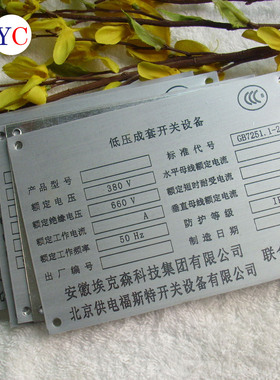 YC
低压成套开关设备
产品型号
标准代号 GB7251.1-2
额定电压 380 V
水平母线额定电流
额定绝缘电压 660 V
额定短时耐受电流
额定工作电流 A
垂直母线额定电流
额定工作频率 50 Hz
防护等级 I
出厂编号
制造日期
安徽埃克森科技集团有限公司
北京供电福斯特开关设备有限公司
联合